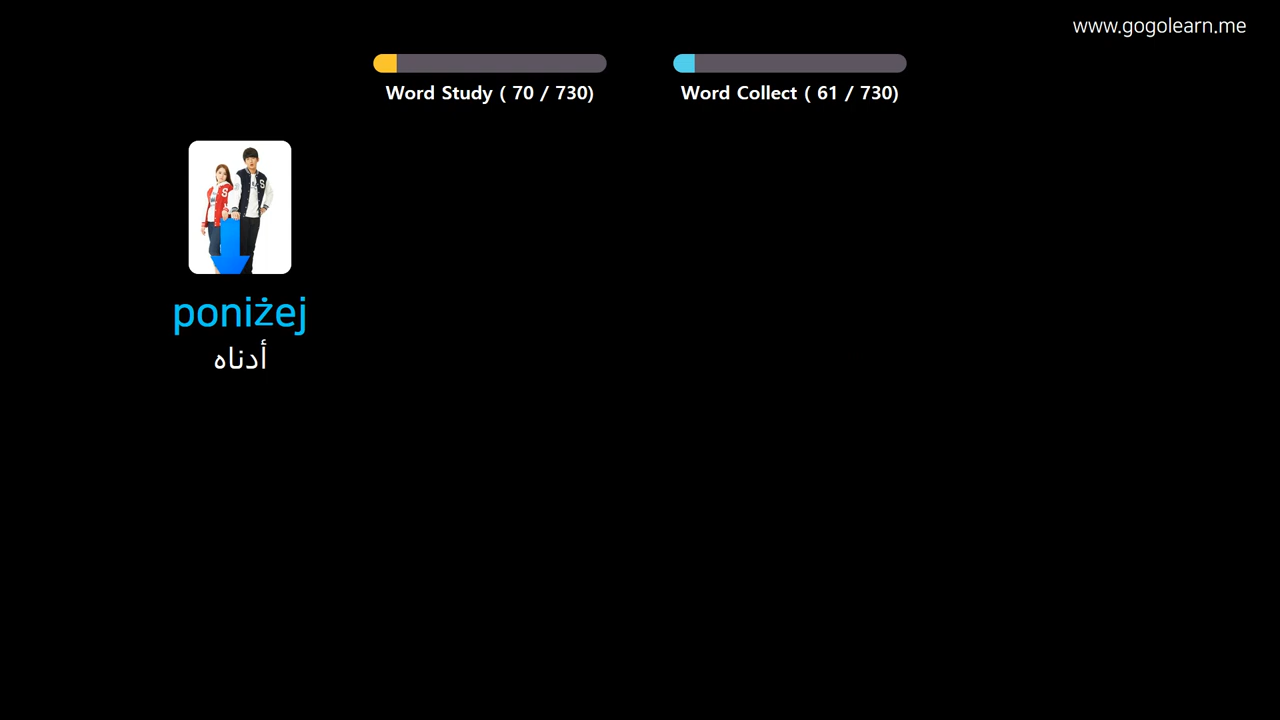 www.gogolearn.me
Word Study ( 70 / 730)
Word Collect ( 61 / 730)
S
S
poniżej
أدناه